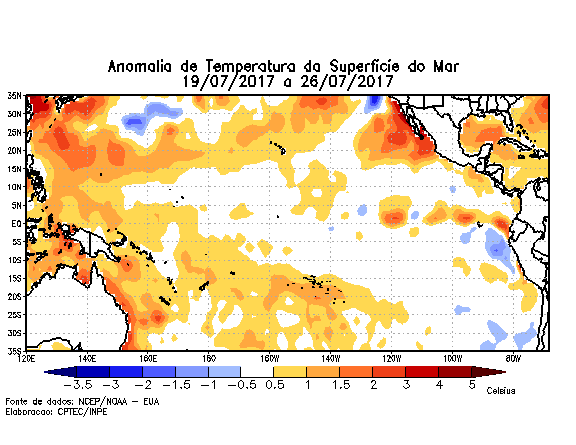 Anomalia de Temperatura da Superfície do Mar
19/07/2017 a 26/07/2017
35N
30N
25N
20N
15N
10N
5N
EQ
5S
10S
15S
20S
25S
30S
35S
120E 140E 160E 180 160W 140W 120W 100W 80W
-3.5 -3 -2 -1.5 -1 -0.5 0.5 1 1.5 2 3 4 5
Celsius
Fonte de dados: NCEP/NOAA - EUA
Elaboracao: CPTEC/INPE